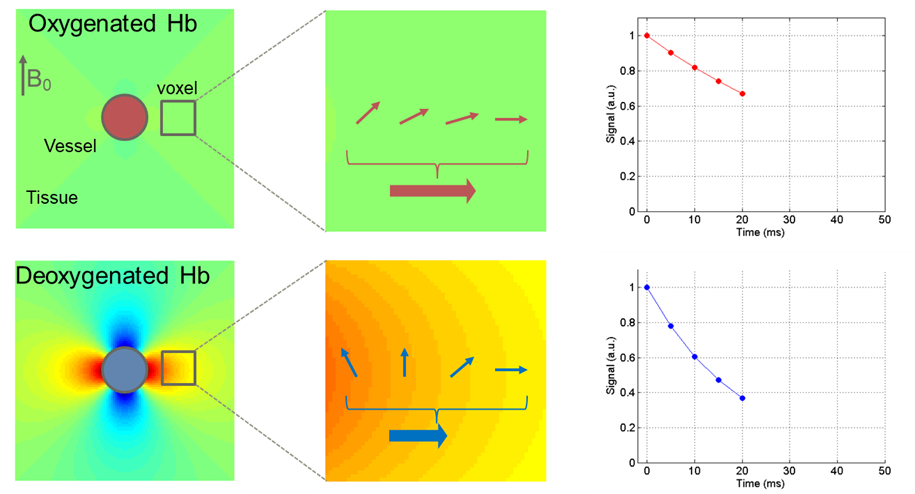 Oxygenated Hb
B0
voxel
Vessel
Tissue
Signal (a.u.)
1
0.8
0.6
0.4
0.2
0
0 10 20 30 40 50
Time (ms)
Deoxygenated Hb
Signal (a.u.)
1
0.8
0.6
0.4
0.2
0
0 10 20 30 40 50
Time (ms)